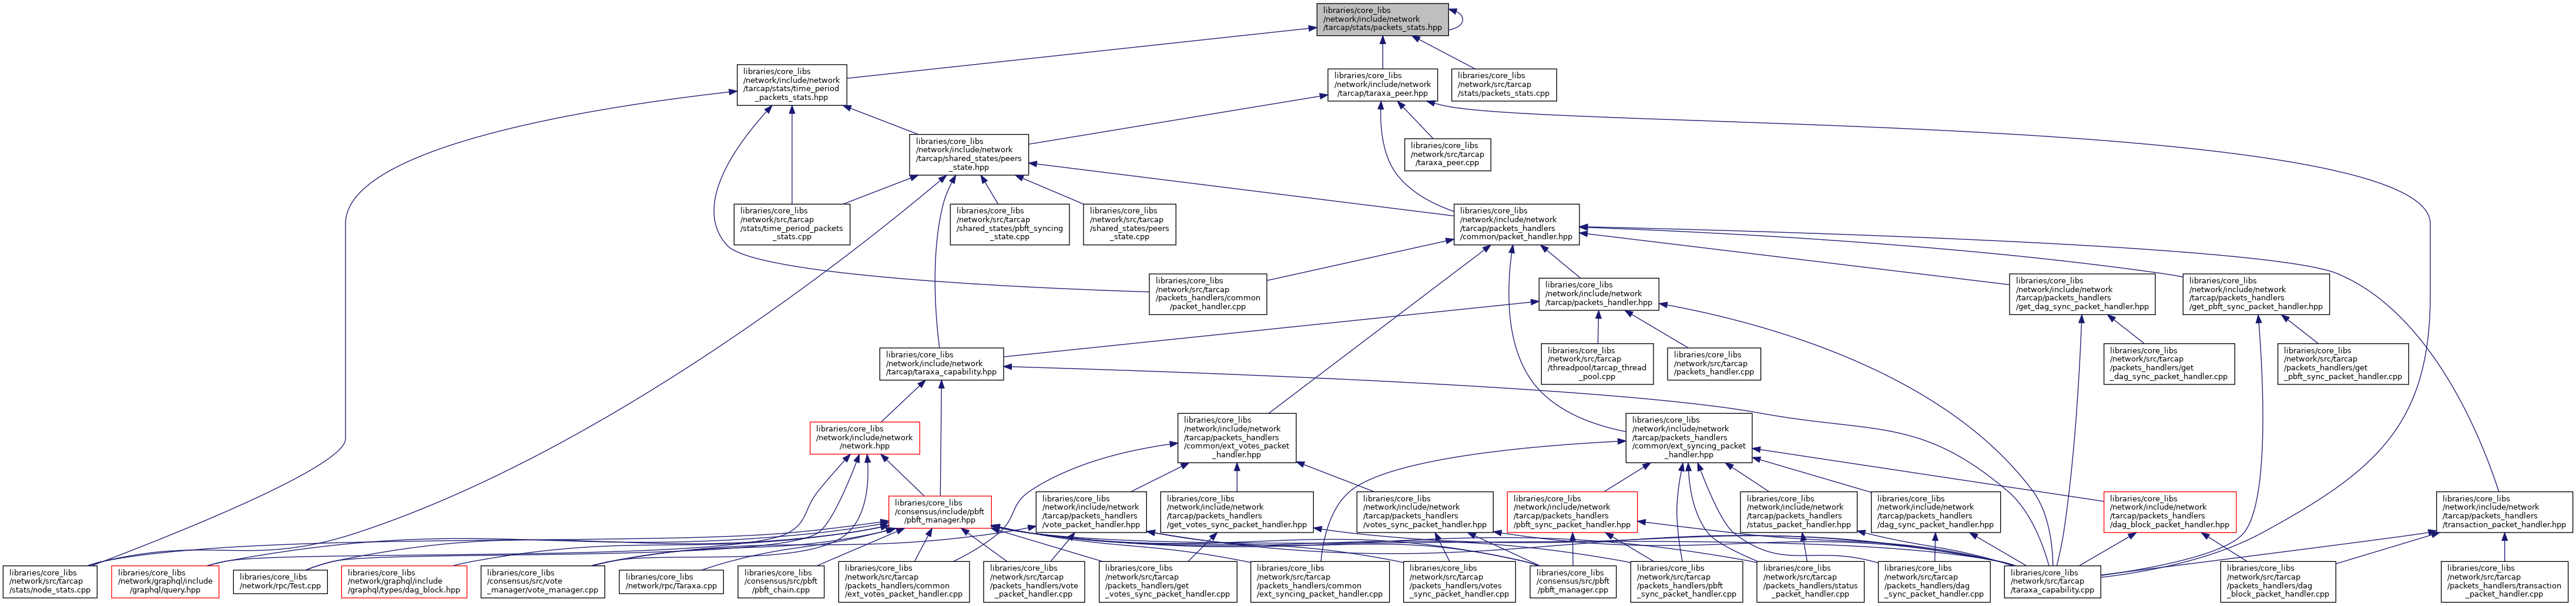 libraries/core_libs
/network/include/network
/tarcap/stats/packets_stats.hpp
libraries/core_libs
/network/include/network
/tarcap/stats/time_period
_packets_stats.hpp
libraries/core_libs
/network/include/network
/tarcap/taraxa_peer.hpp
libraries/core_libs
/network/src/tarcap
/stats/packets_stats.cpp
libraries/core_libs
/network/include/network
/tarcap/shared_states/peers
_state.hpp
libraries/core_libs
/network/src/tarcap
/taraxa_peer.cpp
libraries/core_libs
/network/src/tarcap
/stats/time_period_packets
_stats.cpp
libraries/core_libs
/network/src/tarcap
/shared_states/pbft_syncing
_state.cpp
libraries/core_libs
/network/src/tarcap
/shared_states/peers
_state.cpp
libraries/core_libs
/network/include/network
/tarcap/packets_handlers
/common/packet_handler.hpp
libraries/core_libs
/network/src/tarcap
/packets_handlers/common
/packet_handler.cpp
libraries/core_libs
/network/include/network
/tarcap/packets_handler.hpp
libraries/core_libs
/network/include/network
/tarcap/packets_handlers
/get_dag_sync_packet_handler.hpp
libraries/core_libs
/network/include/network
/tarcap/packets_handlers
/get_pbft_sync_packet_handler.hpp
libraries/core_libs
/network/include/network
/tarcap/taraxa_capability.hpp
libraries/core_libs
/network/src/tarcap
/threadpool/tarcap_thread
_pool.cpp
libraries/core_libs
/network/src/tarcap
/packets_handler.cpp
libraries/core_libs
/network/src/tarcap
/packets_handlers/get
_dag_sync_packet_handler.cpp
libraries/core_libs
/network/src/tarcap
/packets_handlers/get
_pbft_sync_packet_handler.cpp
libraries/core_libs
/network/include/network
/network.hpp
libraries/core_libs
/network/include/network
/tarcap/packets_handlers
/common/ext_votes_packet
_handler.hpp
libraries/core_libs
/network/include/network
/tarcap/packets_handlers
/common/ext_syncing_packet
_handler.hpp
libraries/core_libs
/consensus/include/pbft
/pbft_manager.hpp
libraries/core_libs
/network/include/network
/tarcap/packets_handlers
/vote_packet_handler.hpp
libraries/core_libs
/network/include/network
/tarcap/packets_handlers
/get_votes_sync_packet_handler.hpp
libraries/core_libs
/network/include/network
/tarcap/packets_handlers
/votes_sync_packet_handler.hpp
libraries/core_libs
/network/include/network
/tarcap/packets_handlers
/pbft_sync_packet_handler.hpp
libraries/core_libs
/network/include/network
/tarcap/packets_handlers
/status_packet_handler.hpp
libraries/core_libs
/network/include/network
/tarcap/packets_handlers
/dag_sync_packet_handler.hpp
libraries/core_libs
/network/include/network
/tarcap/packets_handlers
/dag_block_packet_handler.hpp
libraries/core_libs
/network/include/network
/tarcap/packets_handlers
/transaction_packet_handler.hpp
libraries/core_libs
/network/src/tarcap
/stats/node_stats.cpp
libraries/core_libs
/network/graphql/include
/graphql/query.hpp
libraries/core_libs
/network/rpc/Test.cpp
libraries/core_libs
/network/graphql/include
/graphql/types/dag_block.hpp
libraries/core_libs
/consensus/src/vote
_manager/vote_manager.cpp
libraries/core_libs
/network/rpc/Taraxa.cpp
libraries/core_libs
/consensus/src/pbft
/pbft_chain.cpp
libraries/core_libs
/network/src/tarcap
/packets_handlers/common
/ext_votes_packet_handler.cpp
libraries/core_libs
/network/src/tarcap
/packets_handlers/vote
_packet_handler.cpp
libraries/core_libs
/network/src/tarcap
/packets_handlers/get
_votes_sync_packet_handler.cpp
libraries/core_libs
/network/src/tarcap
/packets_handlers/common
/ext_syncing_packet_handler.cpp
libraries/core_libs
/network/src/tarcap
/packets_handlers/votes
_sync_packet_handler.cpp
libraries/core_libs
/consensus/src/pbft
/pbft_manager.cpp
libraries/core_libs
/network/src/tarcap
/packets_handlers/pbft
_sync_packet_handler.cpp
libraries/core_libs
/network/src/tarcap
/packets_handlers/status
_packet_handler.cpp
libraries/core_libs
/network/src/tarcap
/packets_handlers/dag
_sync_packet_handler.cpp
libraries/core_libs
/network/src/tarcap
/taraxa_capability.cpp
libraries/core_libs
/network/src/tarcap
/packets_handlers/dag
_block_packet_handler.cpp
libraries/core_libs
/network/src/tarcap
/packets_handlers/transaction
_packet_handler.cpp